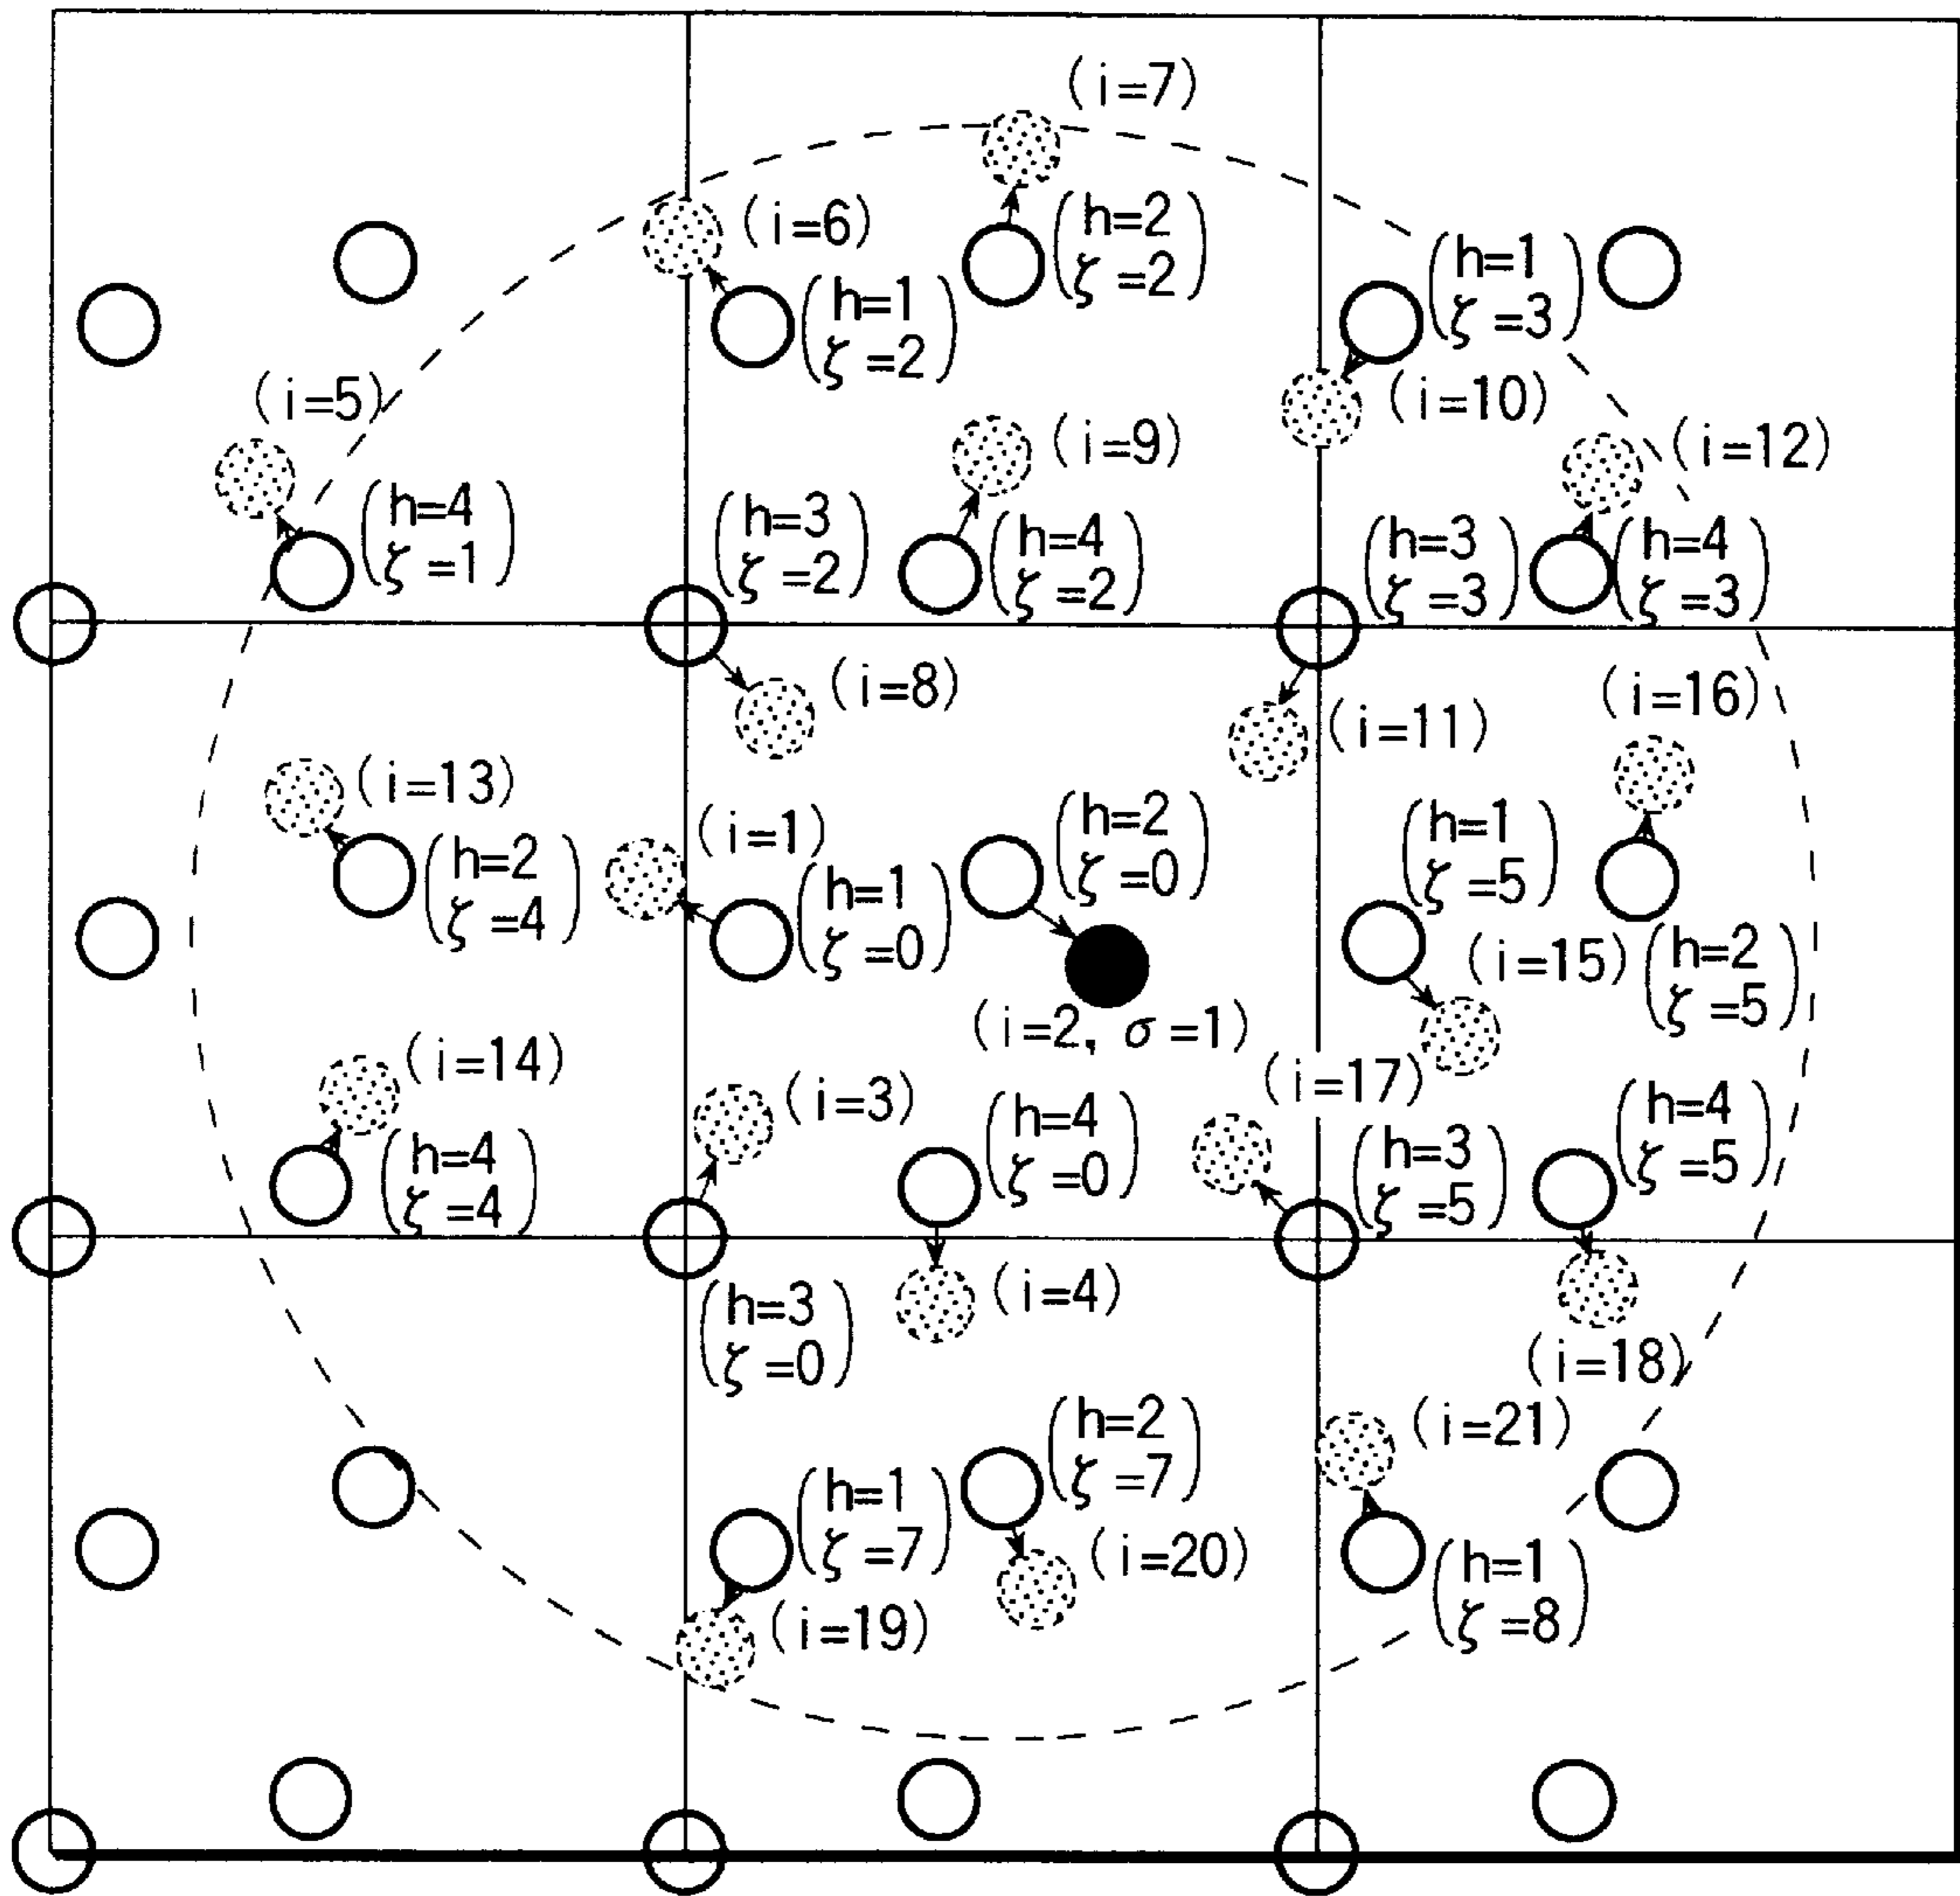 (i=7)
(i=6)
h=2
ζ=2
h=1
ζ=3
h=1
ζ=2
(i=5)
(i=10)
(i=9)
(i=12)
h=4
ζ=1
h=3
ζ=2
h=4
ζ=2
h=3
ζ=3
h=4
ζ=3
(i=8)
(i=11)
(i=16)
(i=13)
(i=1)
h=2
ζ=0
h=1
ζ=5
h=2
ζ=4
h=1
ζ=0
(i=15)
h=2
ζ=5
(i=2, σ=1)
(i=14)
(i=3)
(i=17)
h=4
ζ=0
h=4
ζ=5
h=4
ζ=4
h=3
ζ=5
h=3
ζ=0
(i=4)
(i=18)
h=2
ζ=7
(i=21)
h=1
ζ=7
(i=20)
h=1
ζ=8
(i=19)